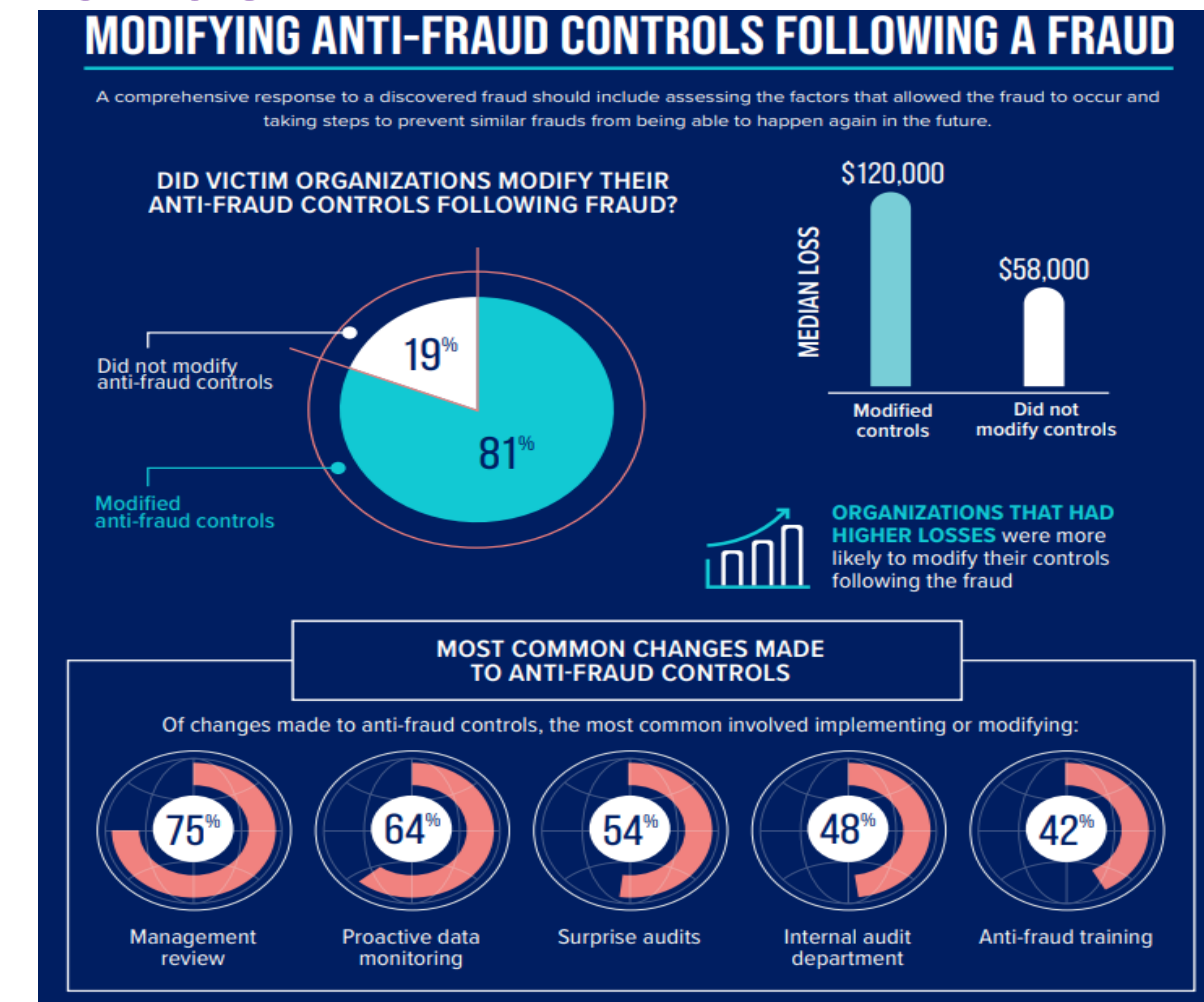 MODIFYING ANTI-FRAUD CONTROLS FOLLOWING A FRAUD
A comprehensive response to a discovered fraud should include assessing the factors that allowed the fraud to occur and
taking steps to prevent similar frauds from being able to happen again in the future.
DID VICTIM ORGANIZATIONS MODIFY THEIR
ANTI-FRAUD CONTROLS FOLLOWING FRAUD?
19%
Did not modify
anti-fraud controls
81%
Modified
anti-fraud controls
MEDIAN LOSS
$120,000
$58,000
Modified
controls
Did not
modify controls
ORGANIZATIONS THAT HAD
HIGHER LOSSES were more
likely to modify their controls
following the fraud
MOST COMMON CHANGES MADE
TO ANTI-FRAUD CONTROLS
Of changes made to anti-fraud controls, the most common involved implementing or modifying:
75%
Management
review
64%
Proactive data
monitoring
54%
Surprise audits
48%
Internal audit
department
42%
Anti-fraud training